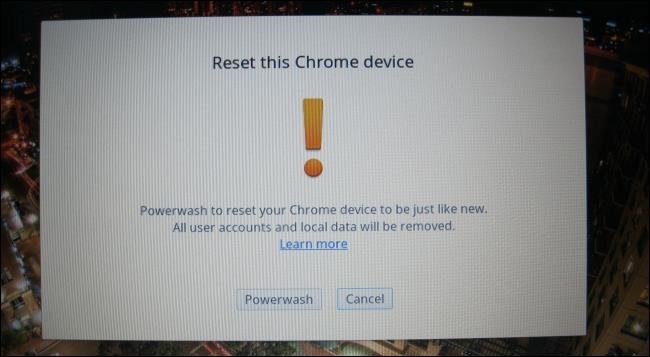 Reset this Chrome device
Powerwash to reset your Chrome device to be just like new.
All user accounts and local data will be removed.
Learn more
Powerwash Cancel